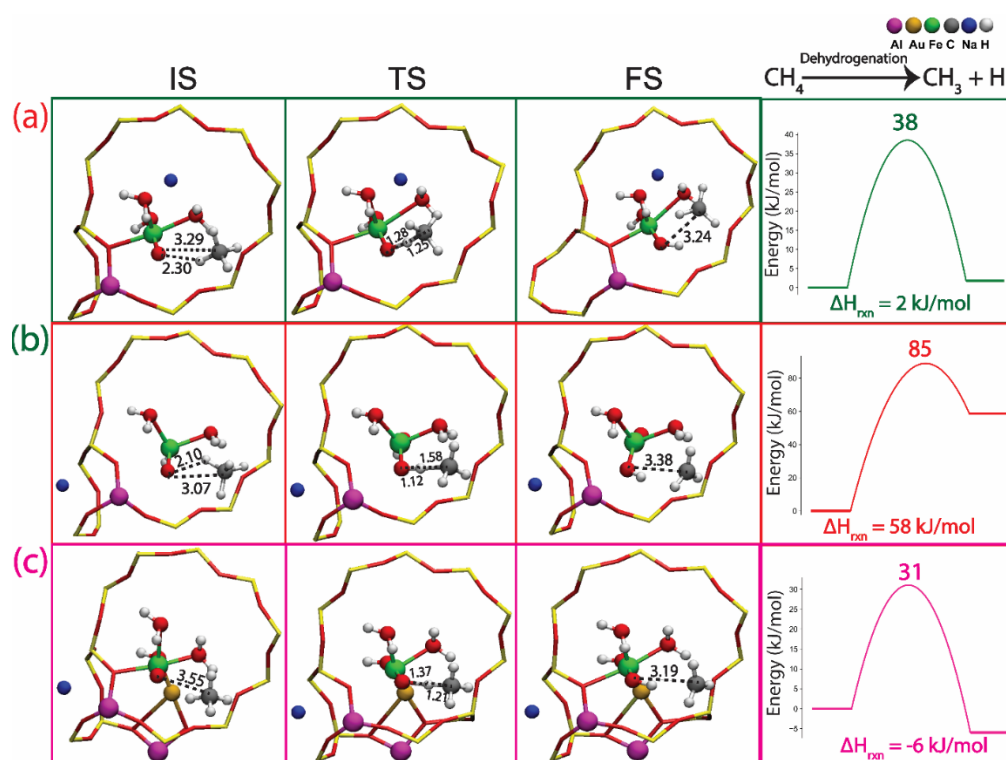 Al Au Fe C Na H
IS TS FS
Dehydrogenation
CH4 CH3 + H
(a)
3.29
2.30
1.28
1.25
3.24
38
Energy (kJ/mol)
40
35
30
25
20
15
10
5
0
ΔHrxn = 2 kJ/mol
(b)
2.10
3.07
1.58
1.12
3.38
85
Energy (kJ/mol)
80
60
40
20
0
ΔHrxn = 58 kJ/mol
(c)
3.55
1.37
3.19
31
Energy (kJ/mol)
30
25
20
15
10
5
0
-5
ΔHrxn = -6 kJ/mol